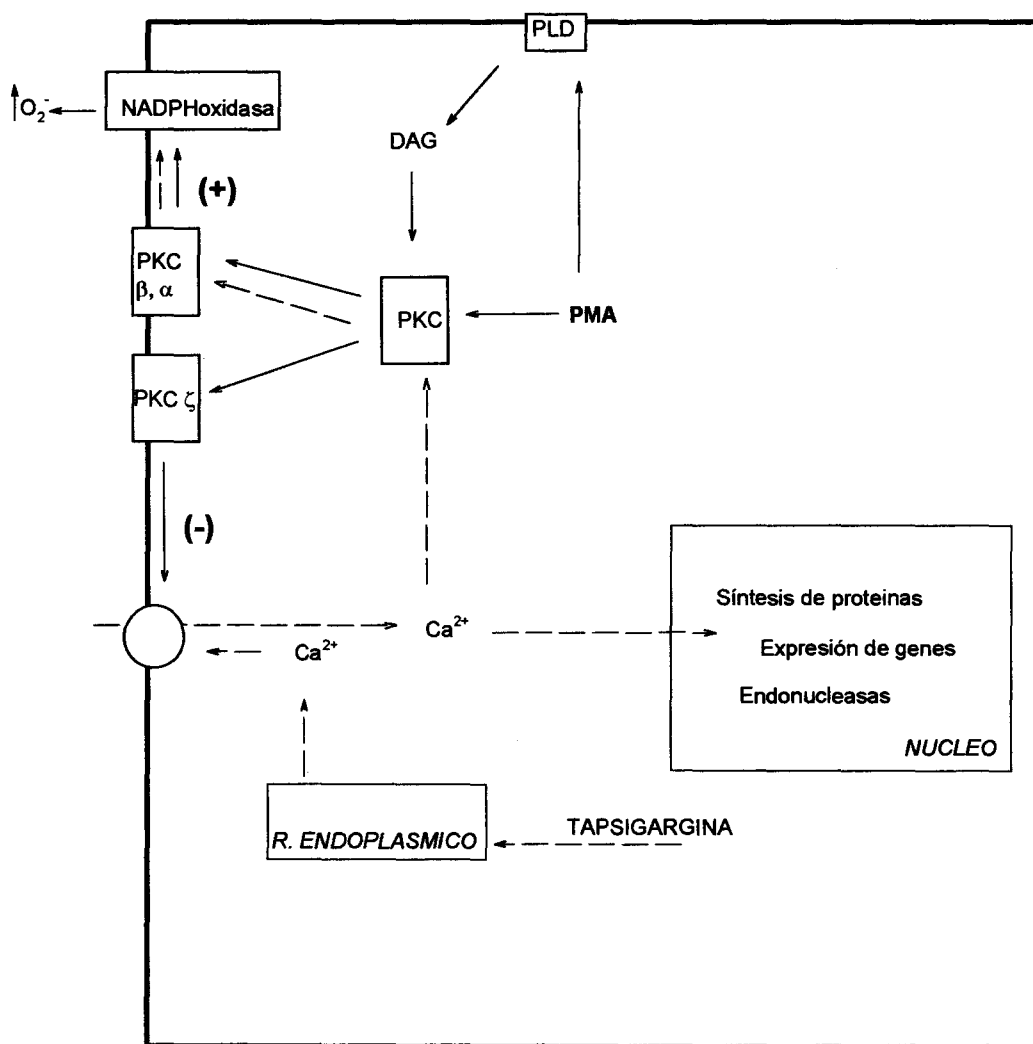 PLD
NADPHoxidasa
O₂⁻
DAG
(+)
PKC
β, α
PKC
PMA
PKC ζ
(-)
Ca²⁺
Ca²⁺
Síntesis de proteinas
Expresión de genes
Endonucleasas
NUCLEO
TAPSIGARGINA
R. ENDOPLASMICO